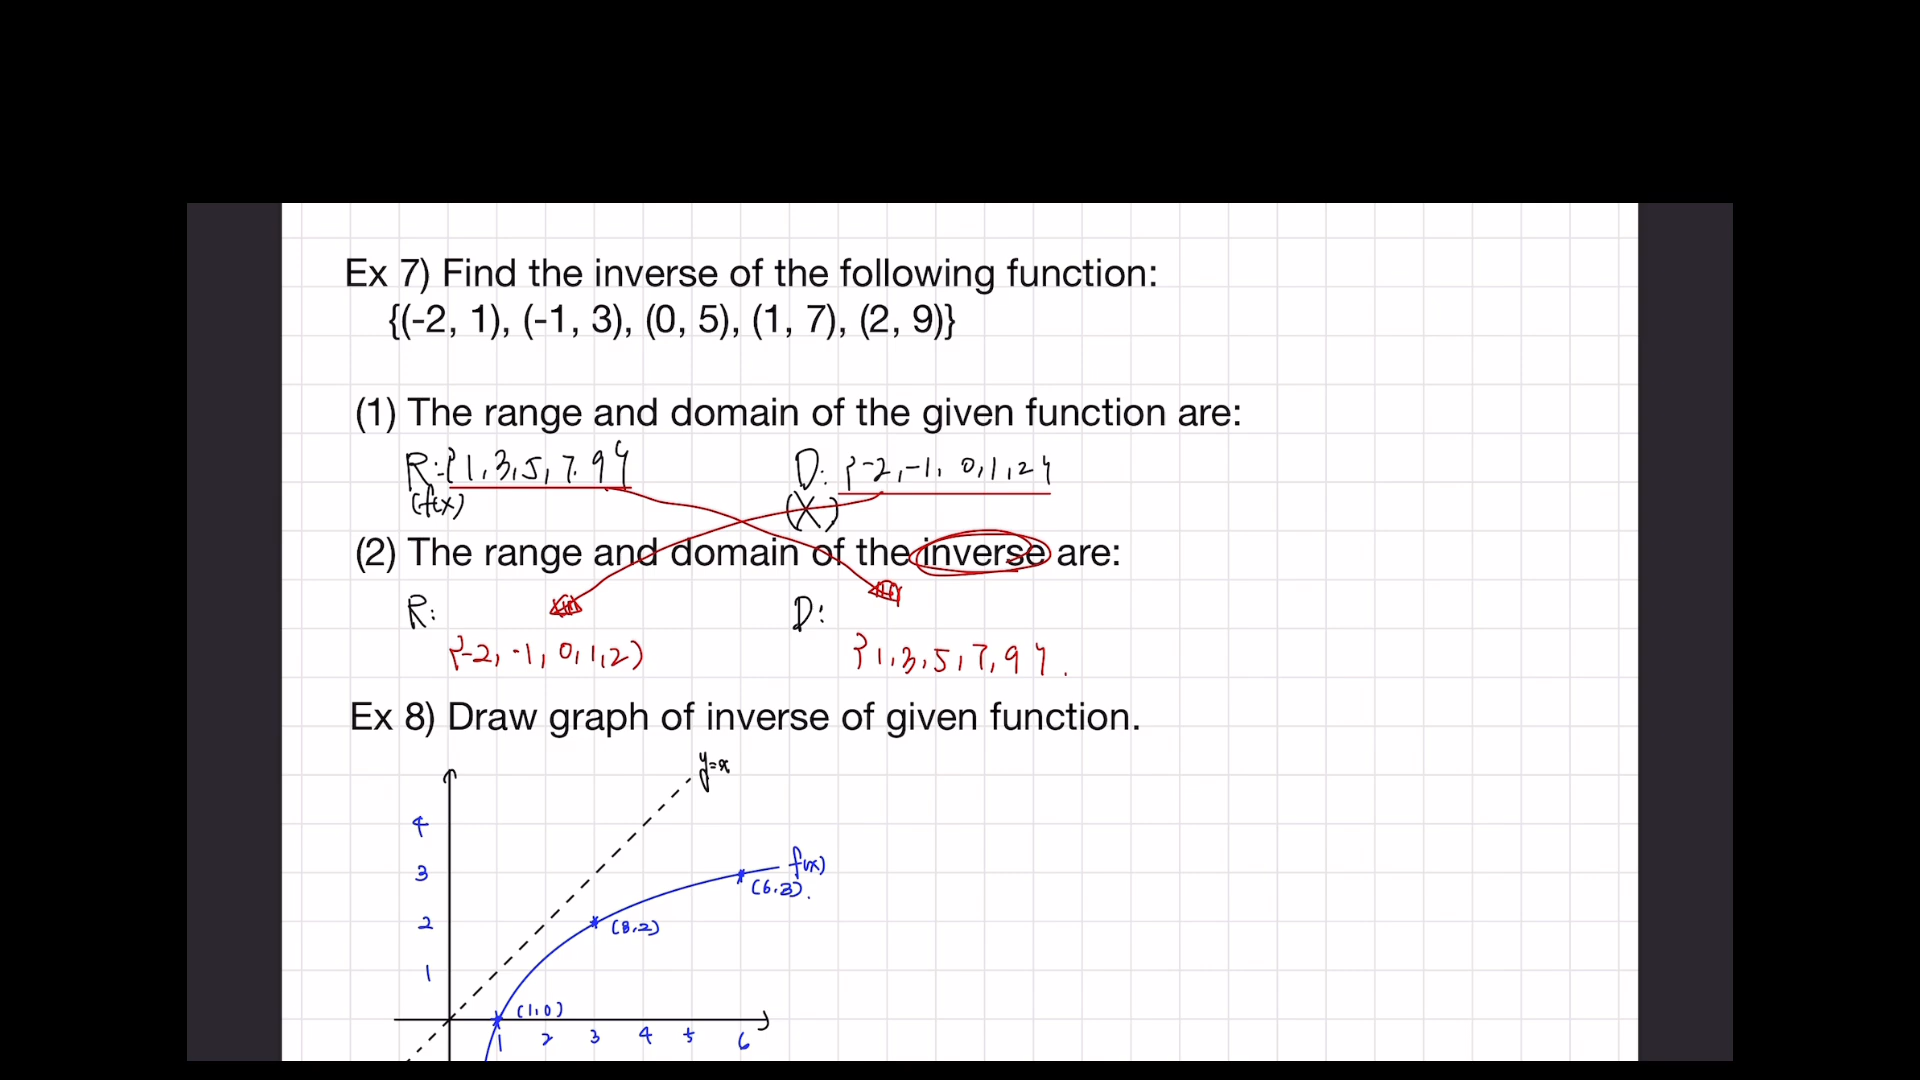 Ex 7) Find the inverse of the following function:
{(-2, 1), (-1, 3), (0, 5), (1, 7), (2, 9)}
(1) The range and domain of the given function are:
R:{1,3,5,7.9} D: {-2,-1, 0,1,2}
(f(x) (X)
(2) The range and domain of the inverse are:
R: D:
{-2, -1, 0,1,2) {1,3,5,7,9}.
Ex 8) Draw graph of inverse of given function.
y=x
4
3 f(x)
(6.3).
2 (3,2)
1
(1,0)
1 2 3 4 5 6